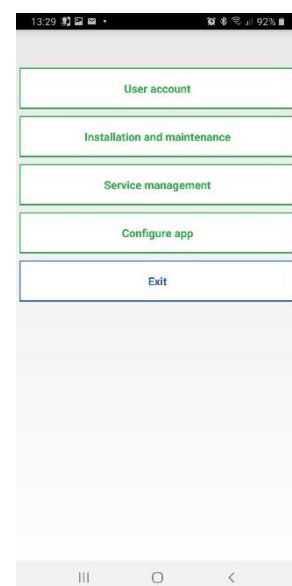 13:29 92%
User account
Installation and maintenance
Service management
Configure app
Exit